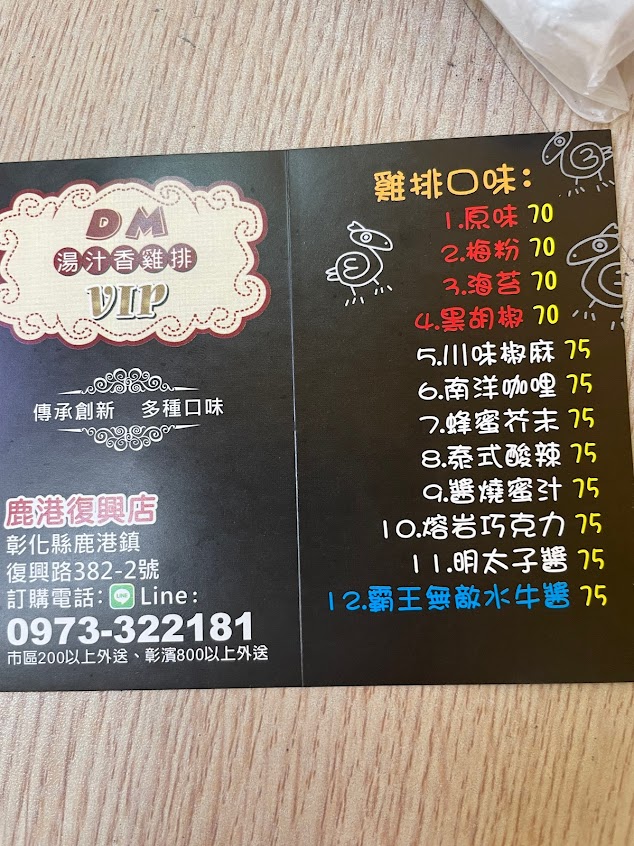 DM
湯汁香雞排
VIP
傳承創新 多種口味
鹿港復興店
彰化縣鹿港鎮
復興路382-2號
訂購電話: LINE Line:
0973-322181
市區200以上外送、彰濱800以上外送
雞排口味:
1.原味 70
2.梅粉 70
3.海苔 70
4.黑胡椒 70
5.川味椒麻 75
6.南洋咖哩 75
7.蜂蜜芥末 75
8.泰式酸辣 75
9.醬燒蜜汁 75
10.熔岩巧克力 75
11.明太子醬 75
12.霸王無敵水牛醬 75